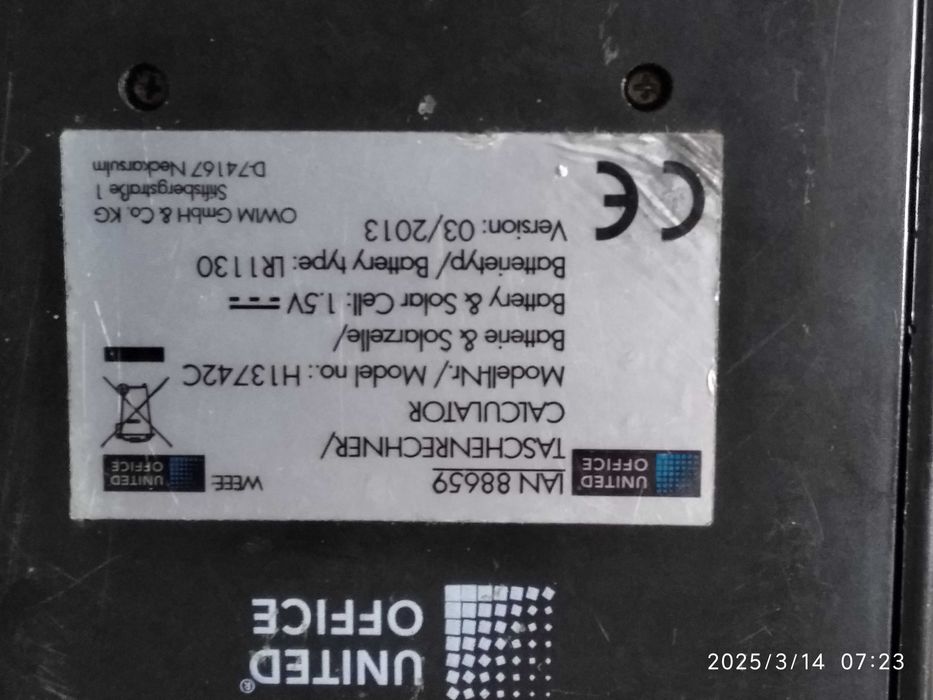 UNITED
OFFICE®
UNITED
OFFICE
IAN 88659
TASCHENRECHNER/
CALCULATOR
ModellNr./ Model no.: H13742C
Batterie & Solarzelle/
Battery & Solar Cell: 1.5V
Batterietyp/ Battery type: LR1130
Version: 03/2013
WEEE
UNITED
OFFICE
OWIM GmbH & Co. KG
Stiftsbergstraße 1
D-74167 Neckarsulm
CE
2025/3/14 07:23